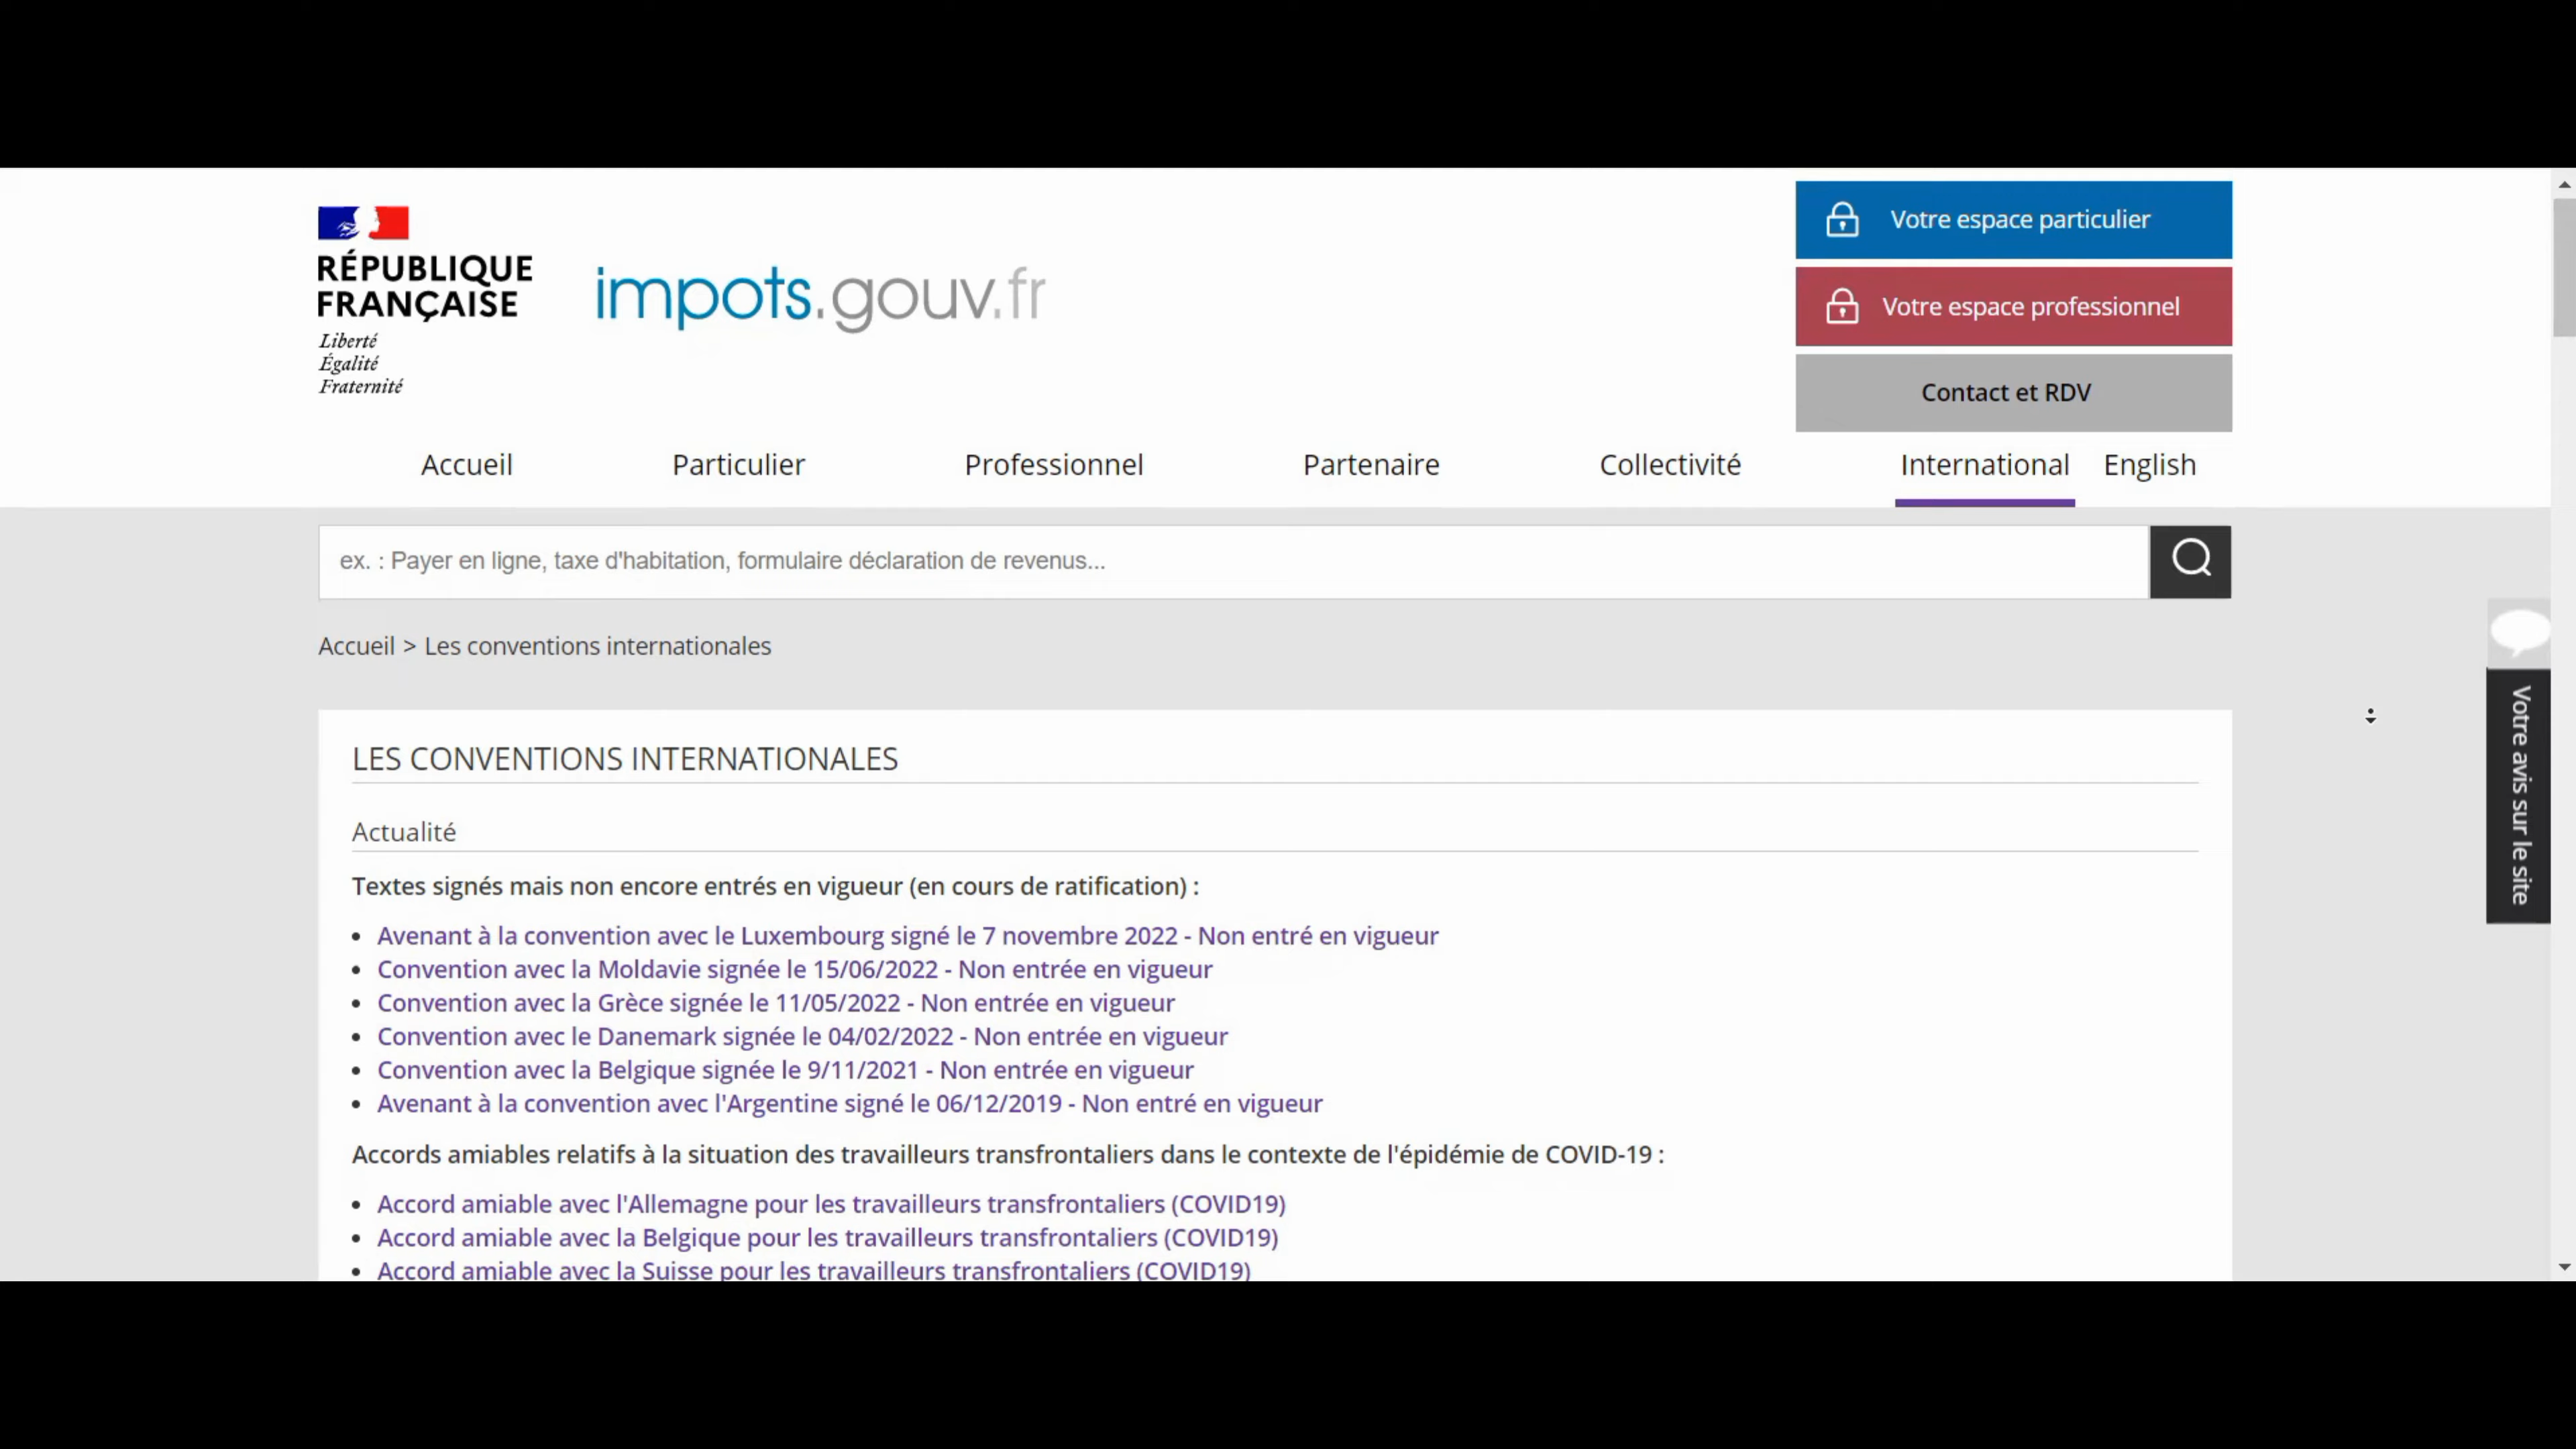 RÉPUBLIQUE
FRANÇAISE
Liberté
Égalité
Fraternité
impots.gouv.fr
Votre espace particulier
Votre espace professionnel
Contact et RDV
Accueil Particulier Professionnel Partenaire Collectivité International English
ex. : Payer en ligne, taxe d'habitation, formulaire déclaration de revenus...
Accueil > Les conventions internationales
Votre avis sur le site
LES CONVENTIONS INTERNATIONALES
Actualité
Textes signés mais non encore entrés en vigueur (en cours de ratification) :
• Avenant à la convention avec le Luxembourg signé le 7 novembre 2022 - Non entré en vigueur
• Convention avec la Moldavie signée le 15/06/2022 - Non entrée en vigueur
• Convention avec la Grèce signée le 11/05/2022 - Non entrée en vigueur
• Convention avec le Danemark signée le 04/02/2022 - Non entrée en vigueur
• Convention avec la Belgique signée le 9/11/2021 - Non entrée en vigueur
• Avenant à la convention avec l'Argentine signé le 06/12/2019 - Non entré en vigueur
Accords amiables relatifs à la situation des travailleurs transfrontaliers dans le contexte de l'épidémie de COVID-19 :
• Accord amiable avec l'Allemagne pour les travailleurs transfrontaliers (COVID19)
• Accord amiable avec la Belgique pour les travailleurs transfrontaliers (COVID19)
• Accord amiable avec la Suisse pour les travailleurs transfrontaliers (COVID19)